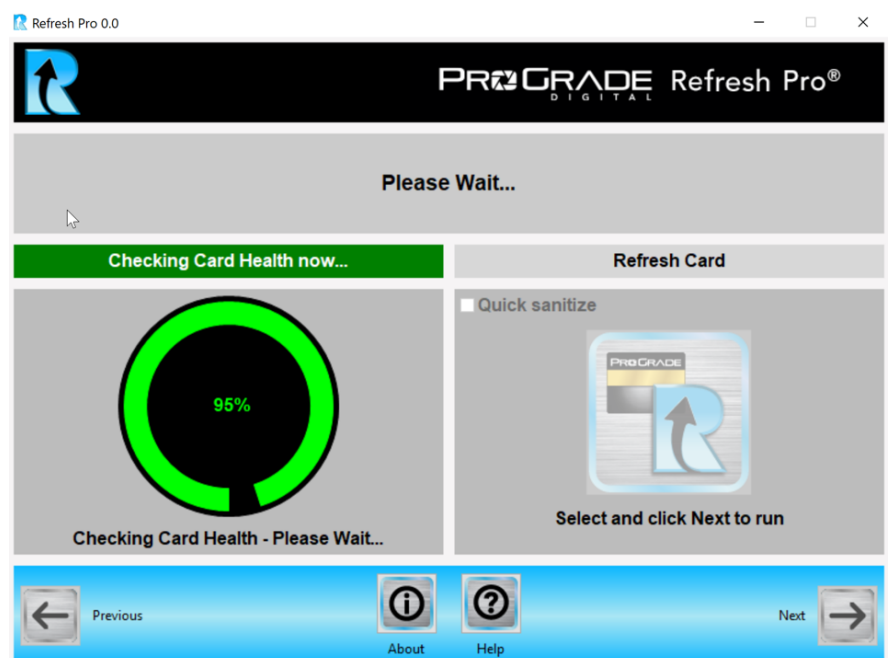 Refresh Pro 0.0
PROGRADE Refresh Pro®
DIGITAL
Please Wait...
Checking Card Health now...
Refresh Card
Quick sanitize
95%
PROGRADE
Checking Card Health - Please Wait...
Select and click Next to run
Previous
About
Help
Next